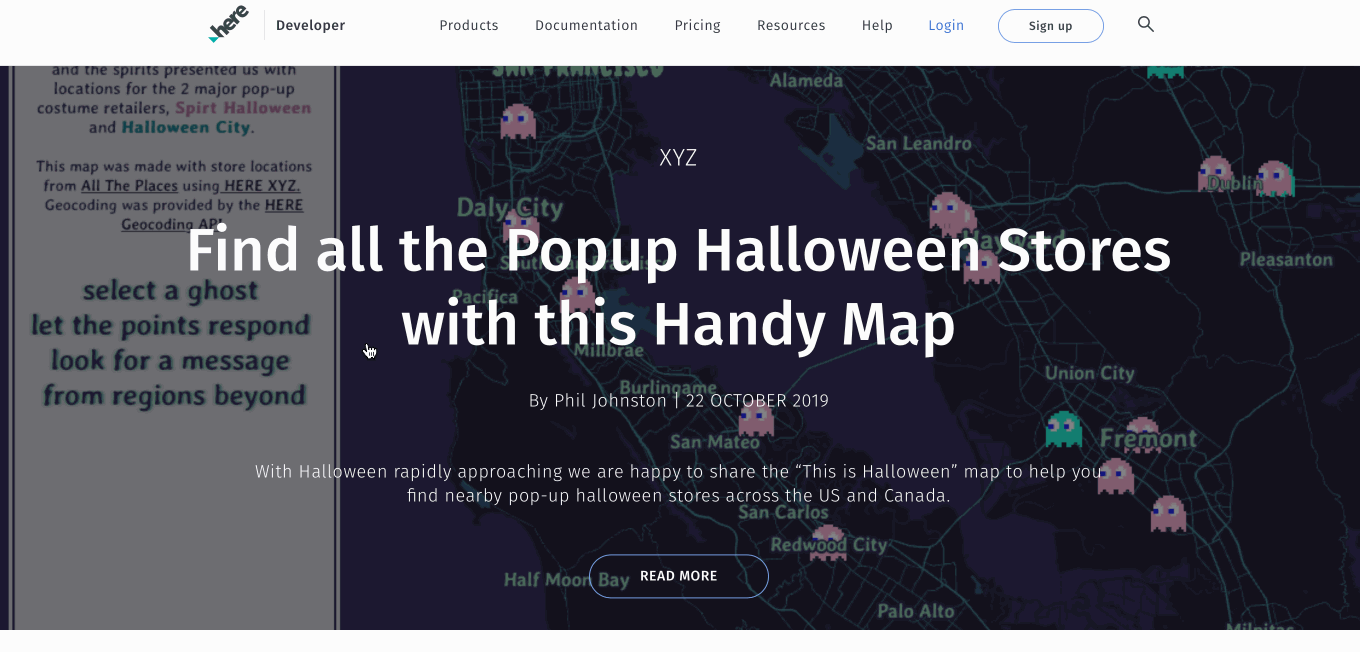 here
Developer
Products
Documentation
Pricing
Resources
Help
Login
Sign up
and the spirits presented us with
locations for the 2 major pop-up
costume retailers, Spirt Halloween
and Halloween City.
This map was made with store locations
from All The Places using HERE XYZ.
Geocoding was provided by the HERE
Geocoding API.
select a ghost
let the points respond
look for a message
from regions beyond
SAN FRANCISCO
Alameda
San Leandro
XYZ
Dublin
Daly City
Find all the Popup Halloween Stores
with this Handy Map
Hayward
South San Francisco
Pleasanton
Pacifica
Millbrae
Burlingame
Union City
By Phil Johnston | 22 OCTOBER 2019
San Mateo
Fremont
With Halloween rapidly approaching we are happy to share the “This is Halloween” map to help you
find nearby pop-up halloween stores across the US and Canada.
San Carlos
Redwood City
Half Moon Bay
READ MORE
Palo Alto
Milpitas